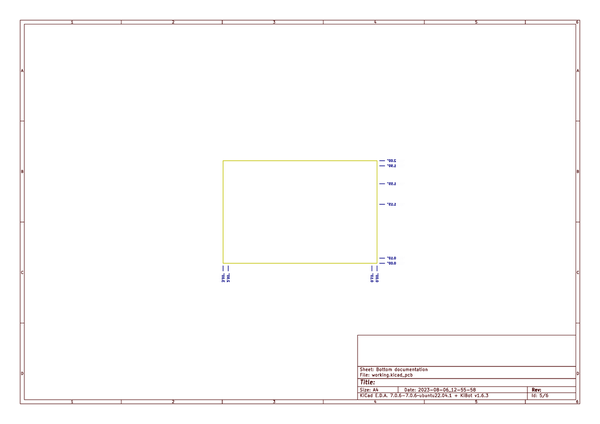 1 2 3 4 5 6
A A
B B
C C
D D
Sheet: Bottom documentation
File: working.kicad_pcb
Title:
Size: A4 Date: 2023-08-06_12-55-58 Rev:
KiCad E.D.A. 7.0.6-7.0.6~ubuntu22.04.1 + KiBot v1.6.3 Id: 5/6
1 2 3 4 5 6